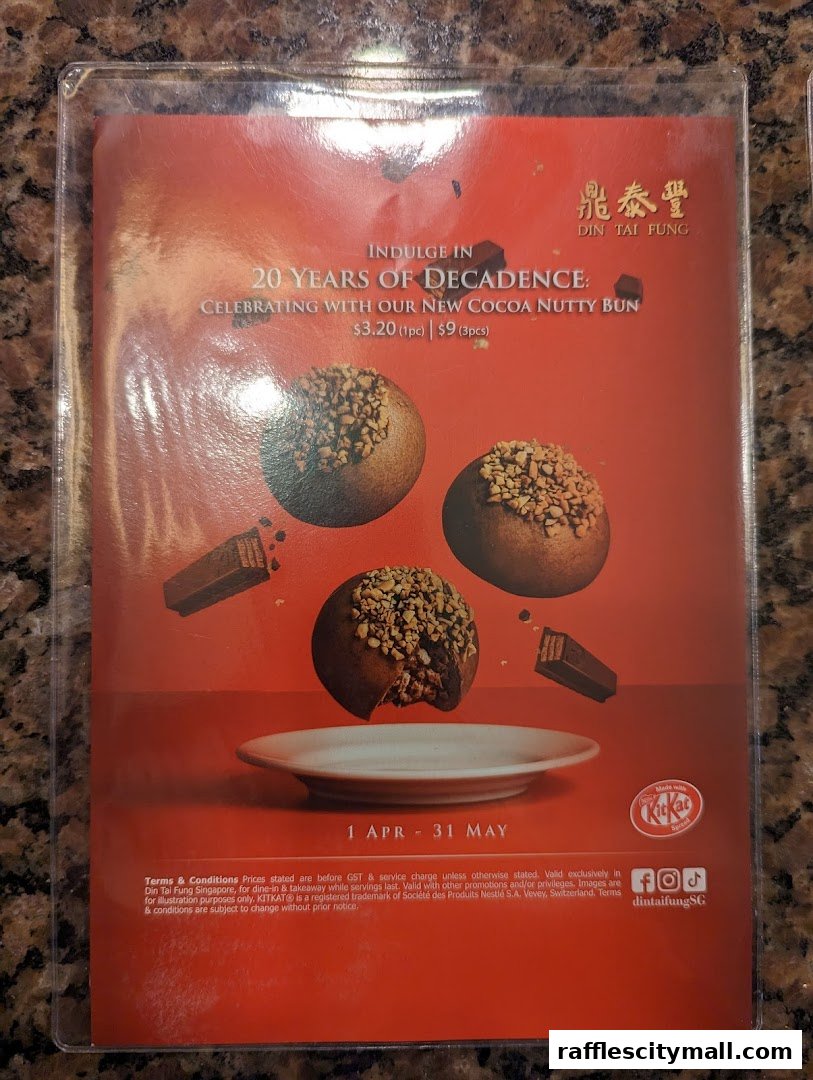 鼎泰豐
DIN TAI FUNG
INDULGE IN
20 YEARS OF DECADENCE:
CELEBRATING WITH OUR NEW COCOA NUTTY BUN
$3.20 (1pc) | $9 (3pcs)
Made with
Nestlé
KitKat
Spread
1 APR - 31 MAY
Terms & Conditions Prices stated are before GST & service charge unless otherwise stated. Valid exclusively in
Din Tai Fung Singapore, for dine-in & takeaway while servings last. Valid with other promotions and/or privileges. Images are
for illustration purposes only. KITKAT® is a registered trademark of Société des Produits Nestlé S.A. Vevey, Switzerland. Terms
& conditions are subject to change without prior notice.
dintaifungSG
rafflescitymall.com